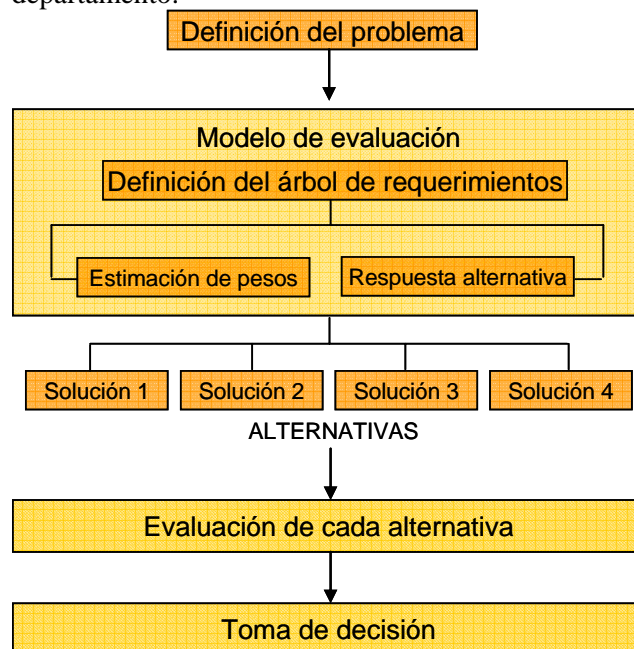 departamento.
Definición del problema
Modelo de evaluación
Definición del árbol de requerimientos
Estimación de pesos
Respuesta alternativa
Solución 1
Solución 2
Solución 3
Solución 4
ALTERNATIVAS
Evaluación de cada alternativa
Toma de decisión